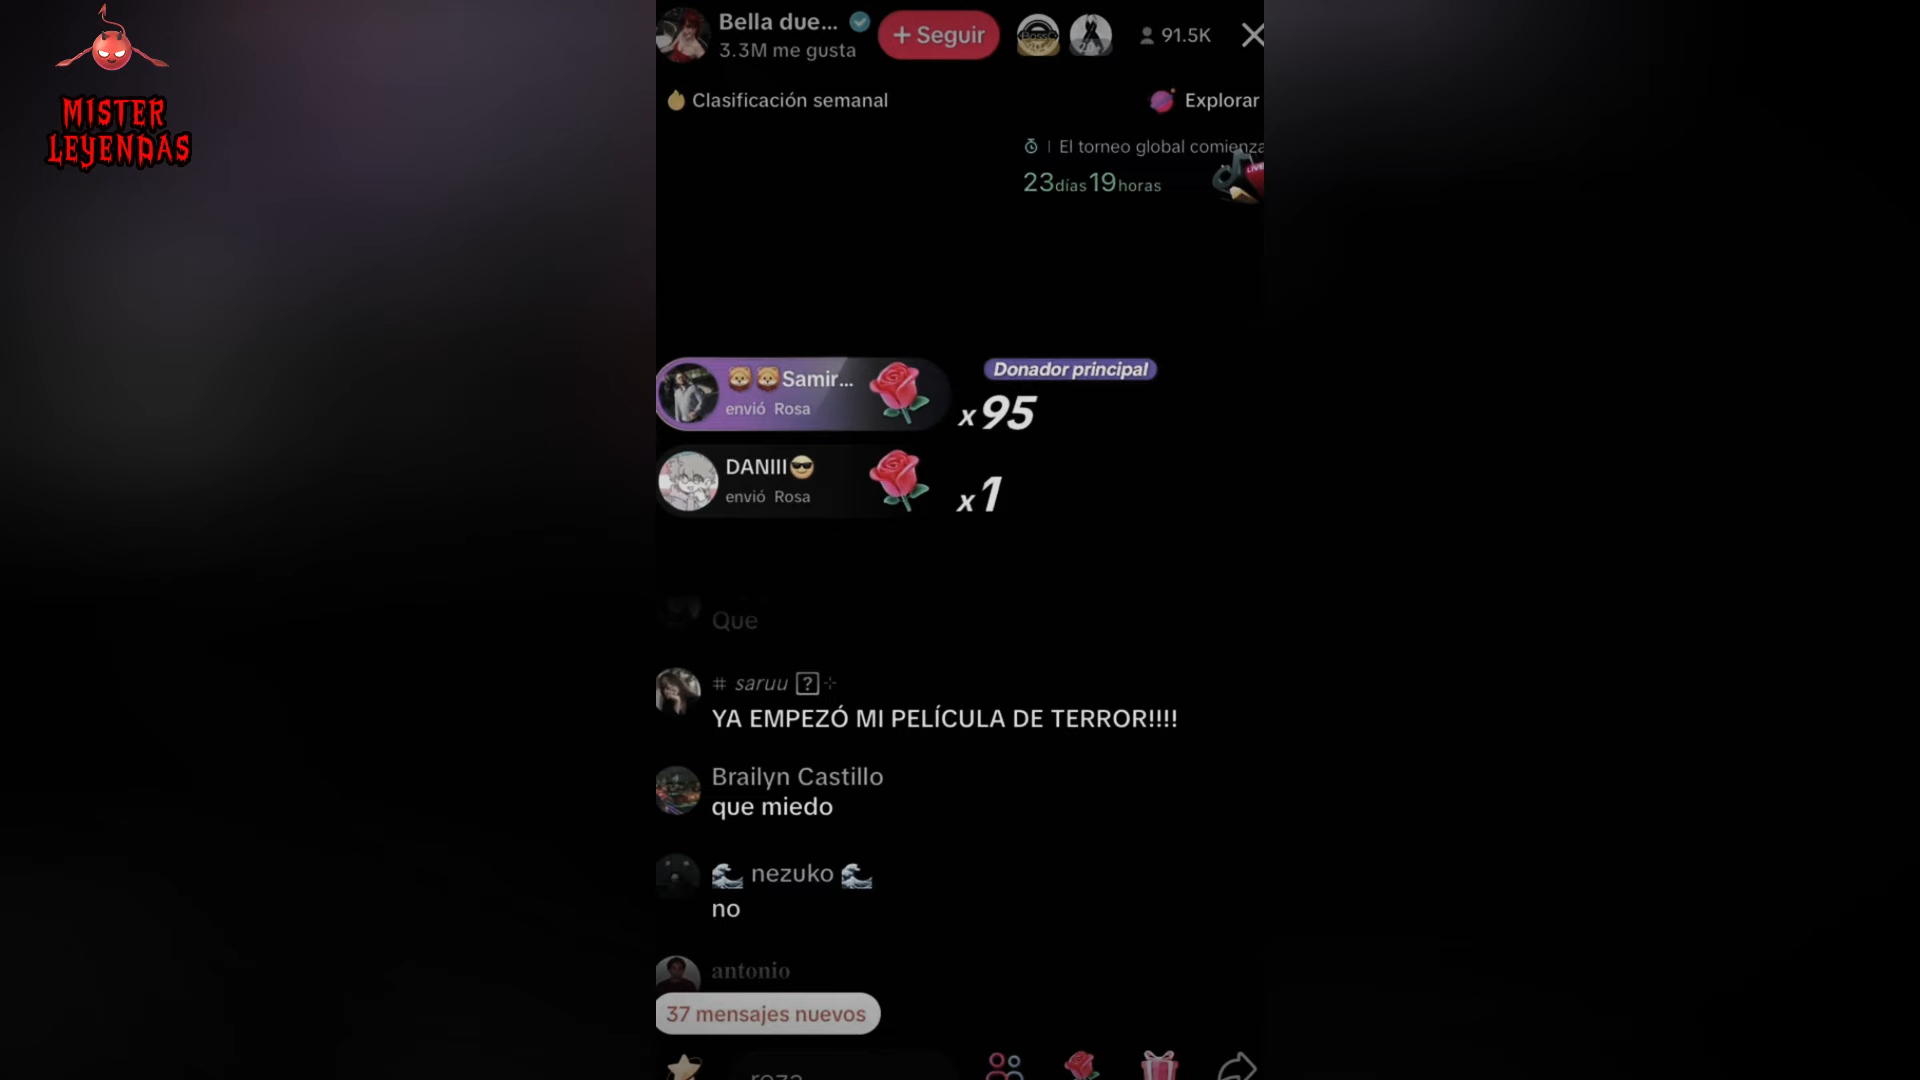 MISTER
LEYENDAS
Bella due...
+ Seguir
91.5K
3.3M me gusta
Clasificación semanal
Explorar
El torneo global comienza
23días 19horas
LIVE
Donador principal
🐶🐶Samir...
envió Rosa
x95
DANIII😎
envió Rosa
x1
Que
# saruu
YA EMPEZÓ MI PELÍCULA DE TERROR!!!!
Brailyn Castillo
que miedo
🌊 nezuko 🌊
no
antonio
37 mensajes nuevos